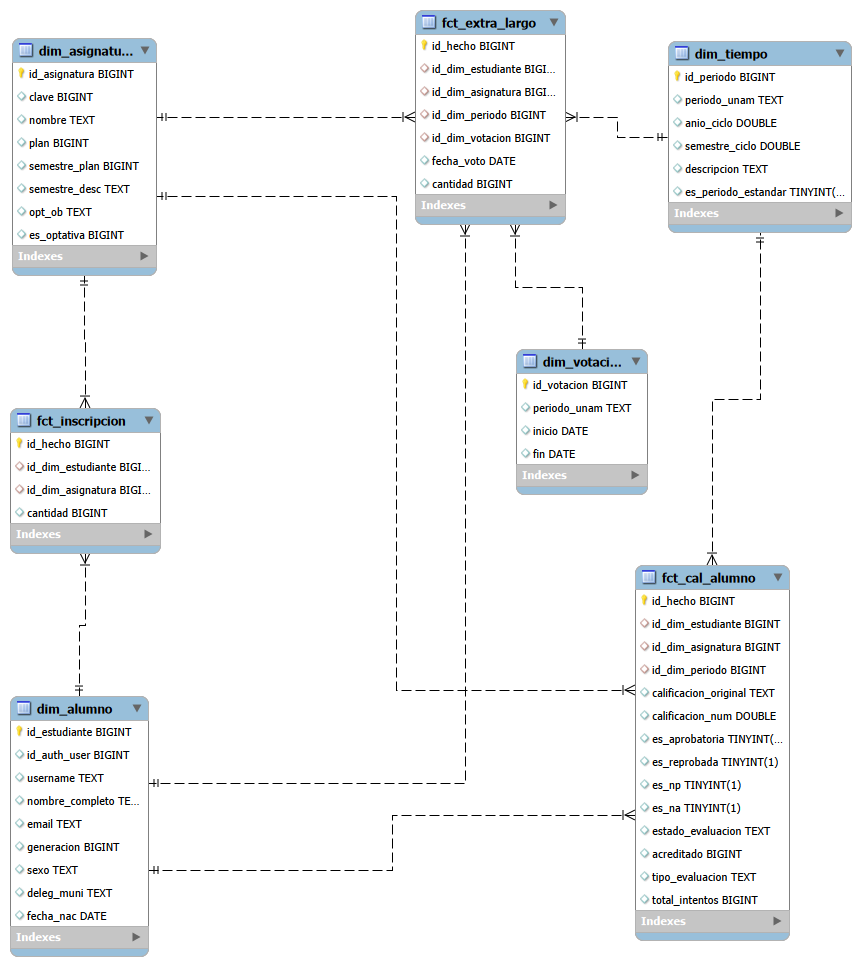 dim_asignatu...
id_asignatura BIGINT
clave BIGINT
nombre TEXT
plan BIGINT
semestre_plan BIGINT
semestre_desc TEXT
opt_ob TEXT
es_optativa BIGINT
Indexes
fct_extra_largo
id_hecho BIGINT
id_dim_estudiante BIGI...
id_dim_asignatura BIGI...
id_dim_periodo BIGINT
id_dim_votacion BIGINT
fecha_voto DATE
cantidad BIGINT
Indexes
dim_tiempo
id_periodo BIGINT
periodo_unam TEXT
anio_ciclo DOUBLE
semestre_ciclo DOUBLE
descripcion TEXT
es_periodo_estandar TINYINT(...
Indexes
dim_votaci...
id_votacion BIGINT
periodo_unam TEXT
inicio DATE
fin DATE
Indexes
fct_inscripcion
id_hecho BIGINT
id_dim_estudiante BIGI...
id_dim_asignatura BIGI...
cantidad BIGINT
Indexes
dim_alumno
id_estudiante BIGINT
id_auth_user BIGINT
username TEXT
nombre_completo TE...
email TEXT
generacion BIGINT
sexo TEXT
deleg_muni TEXT
fecha_nac DATE
Indexes
fct_cal_alumno
id_hecho BIGINT
id_dim_estudiante BIGINT
id_dim_asignatura BIGINT
id_dim_periodo BIGINT
calificacion_original TEXT
calificacion_num DOUBLE
es_aprobatoria TINYINT(...
es_reprobada TINYINT(1)
es_np TINYINT(1)
es_na TINYINT(1)
estado_evaluacion TEXT
acreditado BIGINT
tipo_evaluacion TEXT
total_intentos BIGINT
Indexes